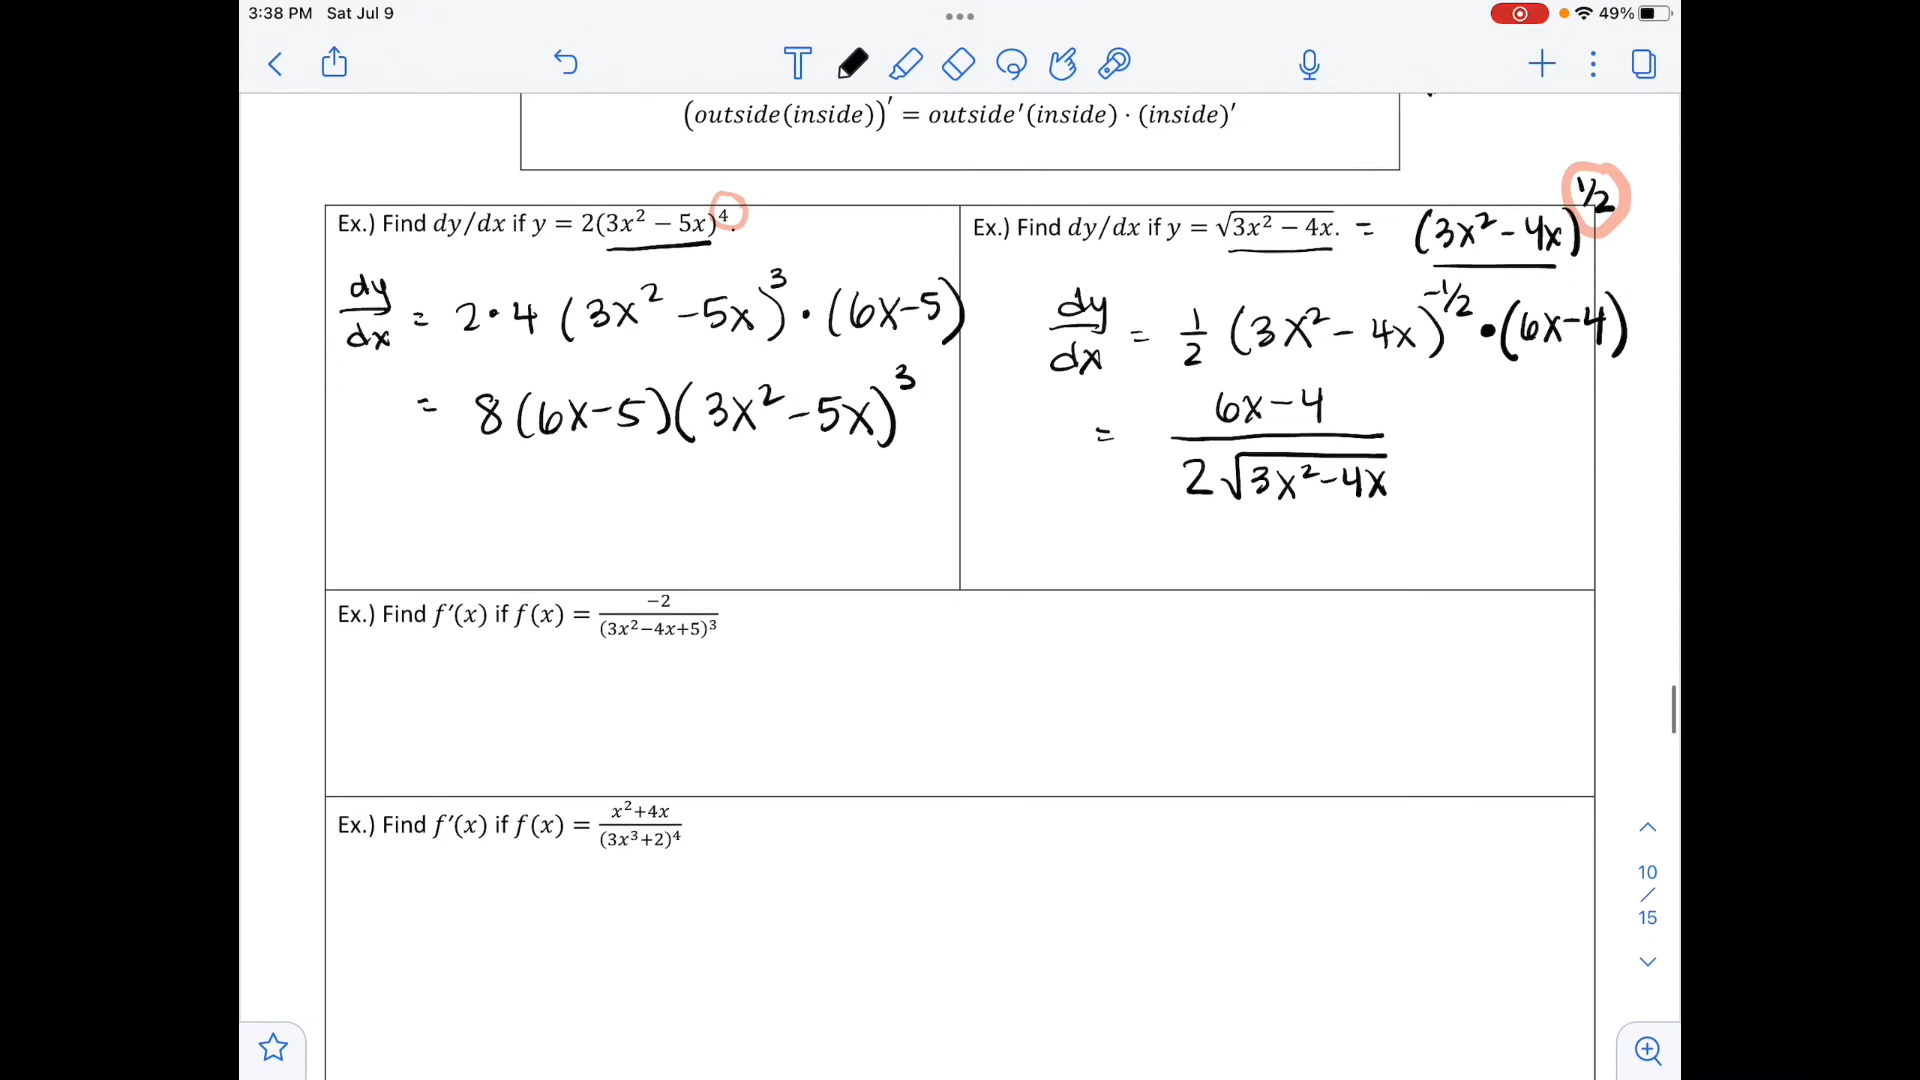 3:38 PM Sat Jul 9
49%
(outside(inside))′ = outside′(inside) · (inside)′
Ex.) Find dy/dx if y = 2(3x² − 5x)⁴.
dy/dx = 2·4(3x² − 5x)³ · (6x−5)
= 8(6x−5)(3x² − 5x)³
Ex.) Find dy/dx if y = √(3x² − 4x). = (3x² − 4x)^1/2
dy/dx = 1/2 (3x² − 4x)^−1/2 • (6x−4)
= (6x−4)/(2√(3x²−4x))
Ex.) Find f′(x) if f(x) = −2/(3x²−4x+5)³
Ex.) Find f′(x) if f(x) = (x²+4x)/(3x³+2)⁴
10
/
15